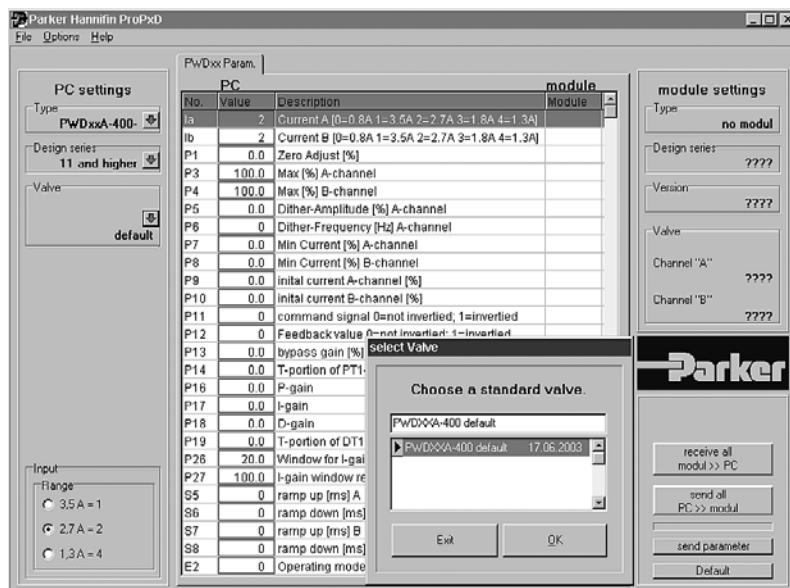 Parker Hannifin ProPxD
File Options Help
PC settings
Type
PWDxxA-400-
Design series
11 and higher
Valve
default
Input
Range
3,5 A = 1
2,7 A = 2
1,3 A = 4
PWDxx Param.
PC module
No. Value Description Module
Ia 2 Current A [0=0.8A 1=3.5A 2=2.7A 3=1.8A 4=1.3A]
Ib 2 Current B [0=0.8A 1=3.5A 2=2.7A 3=1.8A 4=1.3A]
P1 0.0 Zero Adjust [%]
P3 100.0 Max [%] A-channel
P4 100.0 Max [%] B-channel
P5 0.0 Dither-Amplitude [%] A-channel
P6 0 Dither-Frequency [Hz] A-channel
P7 0.0 Min Current [%] A-channel
P8 0.0 Min Current [%] B-channel
P9 0.0 inital current A-channel [%]
P10 0.0 inital current B-channel [%]
P11 0 command signal 0=not invertied; 1=invertied
P12 0 Feedback value 0=not invertied; 1=invertied
P13 0.0 bypass gain [%]
P14 0.0 T-portion of PT1-
P16 0.0 P-gain
P17 0.0 I-gain
P18 0.0 D-gain
P19 0.0 T-portion of DT1
P26 20.0 Window for I-gai
P27 100.0 I-gain window re
S5 0 ramp up [ms] A
S6 0 ramp down [ms]
S7 0 ramp up [ms] B
S8 0 ramp down [ms]
E2 0 Operating mode
select Valve
Choose a standard valve.
PWDXXA-400 default
PWDXXA-400 default 17.06.2003
Exit OK
module settings
Type
no modul
Design series
????
Version
????
Valve
Channel "A"
????
Channel "B"
????
Parker
receive all
modul >> PC
send all
PC >> modul
send parameter
Default